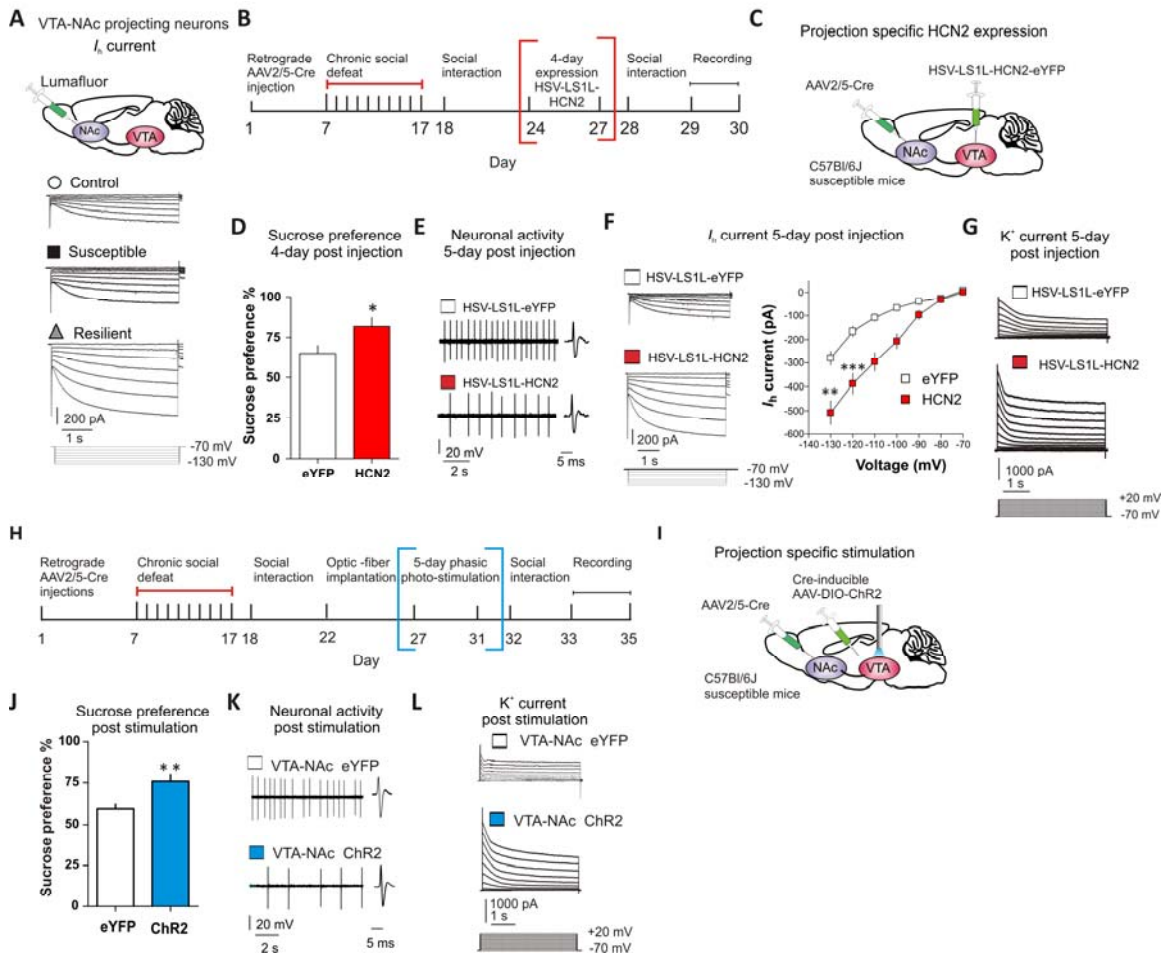 A
VTA-NAc projecting neurons
Ih current
Lumafluor
NAc
VTA
Control
Susceptible
Resilient
200 pA
1 s
-70 mV
-130 mV
B
Retrograde
AAV2/5-Cre
injection
Chronic social
defeat
Social
interaction
4-day
expression
HSV-LS1L-
HCN2
Social
interaction
Recording
1 7 17 18 24 27 28 29 30
Day
C
Projection specific HCN2 expression
HSV-LS1L-HCN2-eYFP
AAV2/5-Cre
NAc
VTA
C57Bl/6J
susceptible mice
D
Sucrose preference
4-day post injection
Sucrose preference %
100
75
50
25
0
*
eYFP HCN2
E
Neuronal activity
5-day post injection
HSV-LS1L-eYFP
HSV-LS1L-HCN2
20 mV
2 s
5 ms
F
Ih current 5-day post injection
HSV-LS1L-eYFP
HSV-LS1L-HCN2
200 pA
1 s
-70 mV
-130 mV
Ih current (pA)
0
-100
-200
-300
-400
-500
-600
***
**
eYFP
HCN2
-130 -120 -110 -100 -90 -80 -70
Voltage (mV)
G
K+ current 5-day
post injection
HSV-LS1L-eYFP
HSV-LS1L-HCN2
1000 pA
1 s
+20 mV
-70 mV
H
Retrograde
AAV2/5-Cre
injections
Chronic social
defeat
Social
interaction
Optic -fiber
implantation
5-day phasic
photo-stimulation
Social
interaction
Recording
1 7 17 18 22 27 31 32 33 35
Day
I
Projection specific stimulation
Cre-inducible
AAV-DIO-ChR2
AAV2/5-Cre
NAc
VTA
C57Bl/6J
susceptible mice
J
Sucrose preference
post stimulation
Sucrose preference %
100
75
50
25
0
**
eYFP ChR2
K
Neuronal activity
post stimulation
VTA-NAc eYFP
VTA-NAc ChR2
20 mV
2 s
5 ms
L
K+ current
post stimulation
VTA-NAc eYFP
VTA-NAc ChR2
1000 pA
1 s
+20 mV
-70 mV